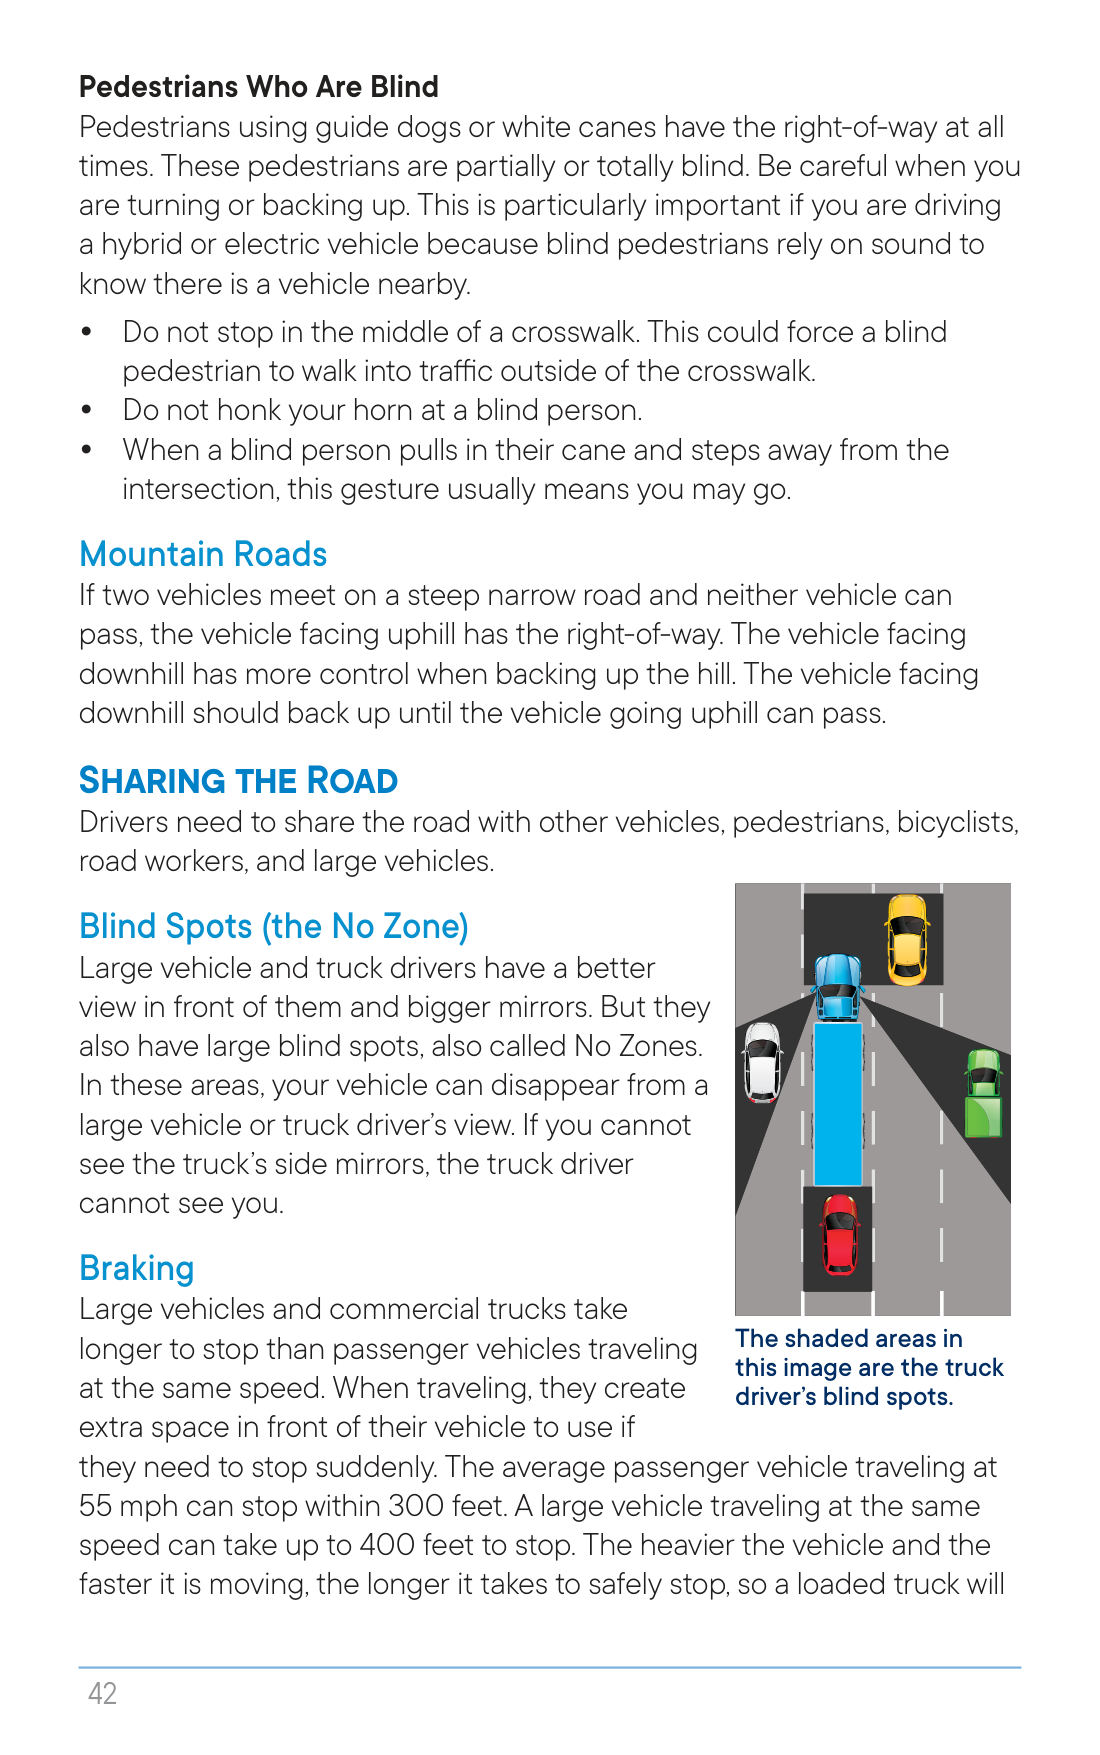 Pedestrians Who Are Blind
Pedestrians using guide dogs or white canes have the right-of-way at all
times. These pedestrians are partially or totally blind. Be careful when you
are turning or backing up. This is particularly important if you are driving
a hybrid or electric vehicle because blind pedestrians rely on sound to
know there is a vehicle nearby.
• Do not stop in the middle of a crosswalk. This could force a blind
pedestrian to walk into traffic outside of the crosswalk.
• Do not honk your horn at a blind person.
• When a blind person pulls in their cane and steps away from the
intersection, this gesture usually means you may go.
Mountain Roads
If two vehicles meet on a steep narrow road and neither vehicle can
pass, the vehicle facing uphill has the right-of-way. The vehicle facing
downhill has more control when backing up the hill. The vehicle facing
downhill should back up until the vehicle going uphill can pass.
SHARING THE ROAD
Drivers need to share the road with other vehicles, pedestrians, bicyclists,
road workers, and large vehicles.
Blind Spots (the No Zone)
Large vehicle and truck drivers have a better
view in front of them and bigger mirrors. But they
also have large blind spots, also called No Zones.
In these areas, your vehicle can disappear from a
large vehicle or truck driver’s view. If you cannot
see the truck’s side mirrors, the truck driver
cannot see you.
Braking
Large vehicles and commercial trucks take
longer to stop than passenger vehicles traveling
at the same speed. When traveling, they create
extra space in front of their vehicle to use if
they need to stop suddenly. The average passenger vehicle traveling at
55 mph can stop within 300 feet. A large vehicle traveling at the same
speed can take up to 400 feet to stop. The heavier the vehicle and the
faster it is moving, the longer it takes to safely stop, so a loaded truck will
The shaded areas in
this image are the truck
driver’s blind spots.
42